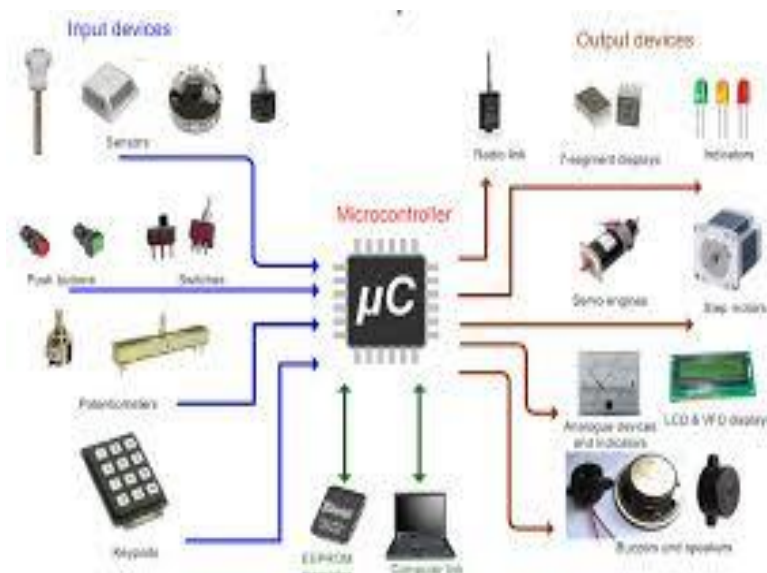 Input devices
Output devices
Sensors
Radio link
7-segment displays
Indicators
Microcontroller
Push buttons
Switches
µC
Servo engines
Step motors
Potentiometers
Analogue devices
and indicators
LCD & VFD display
Keypads
EEPROM
Computer link
Buzzers and speakers